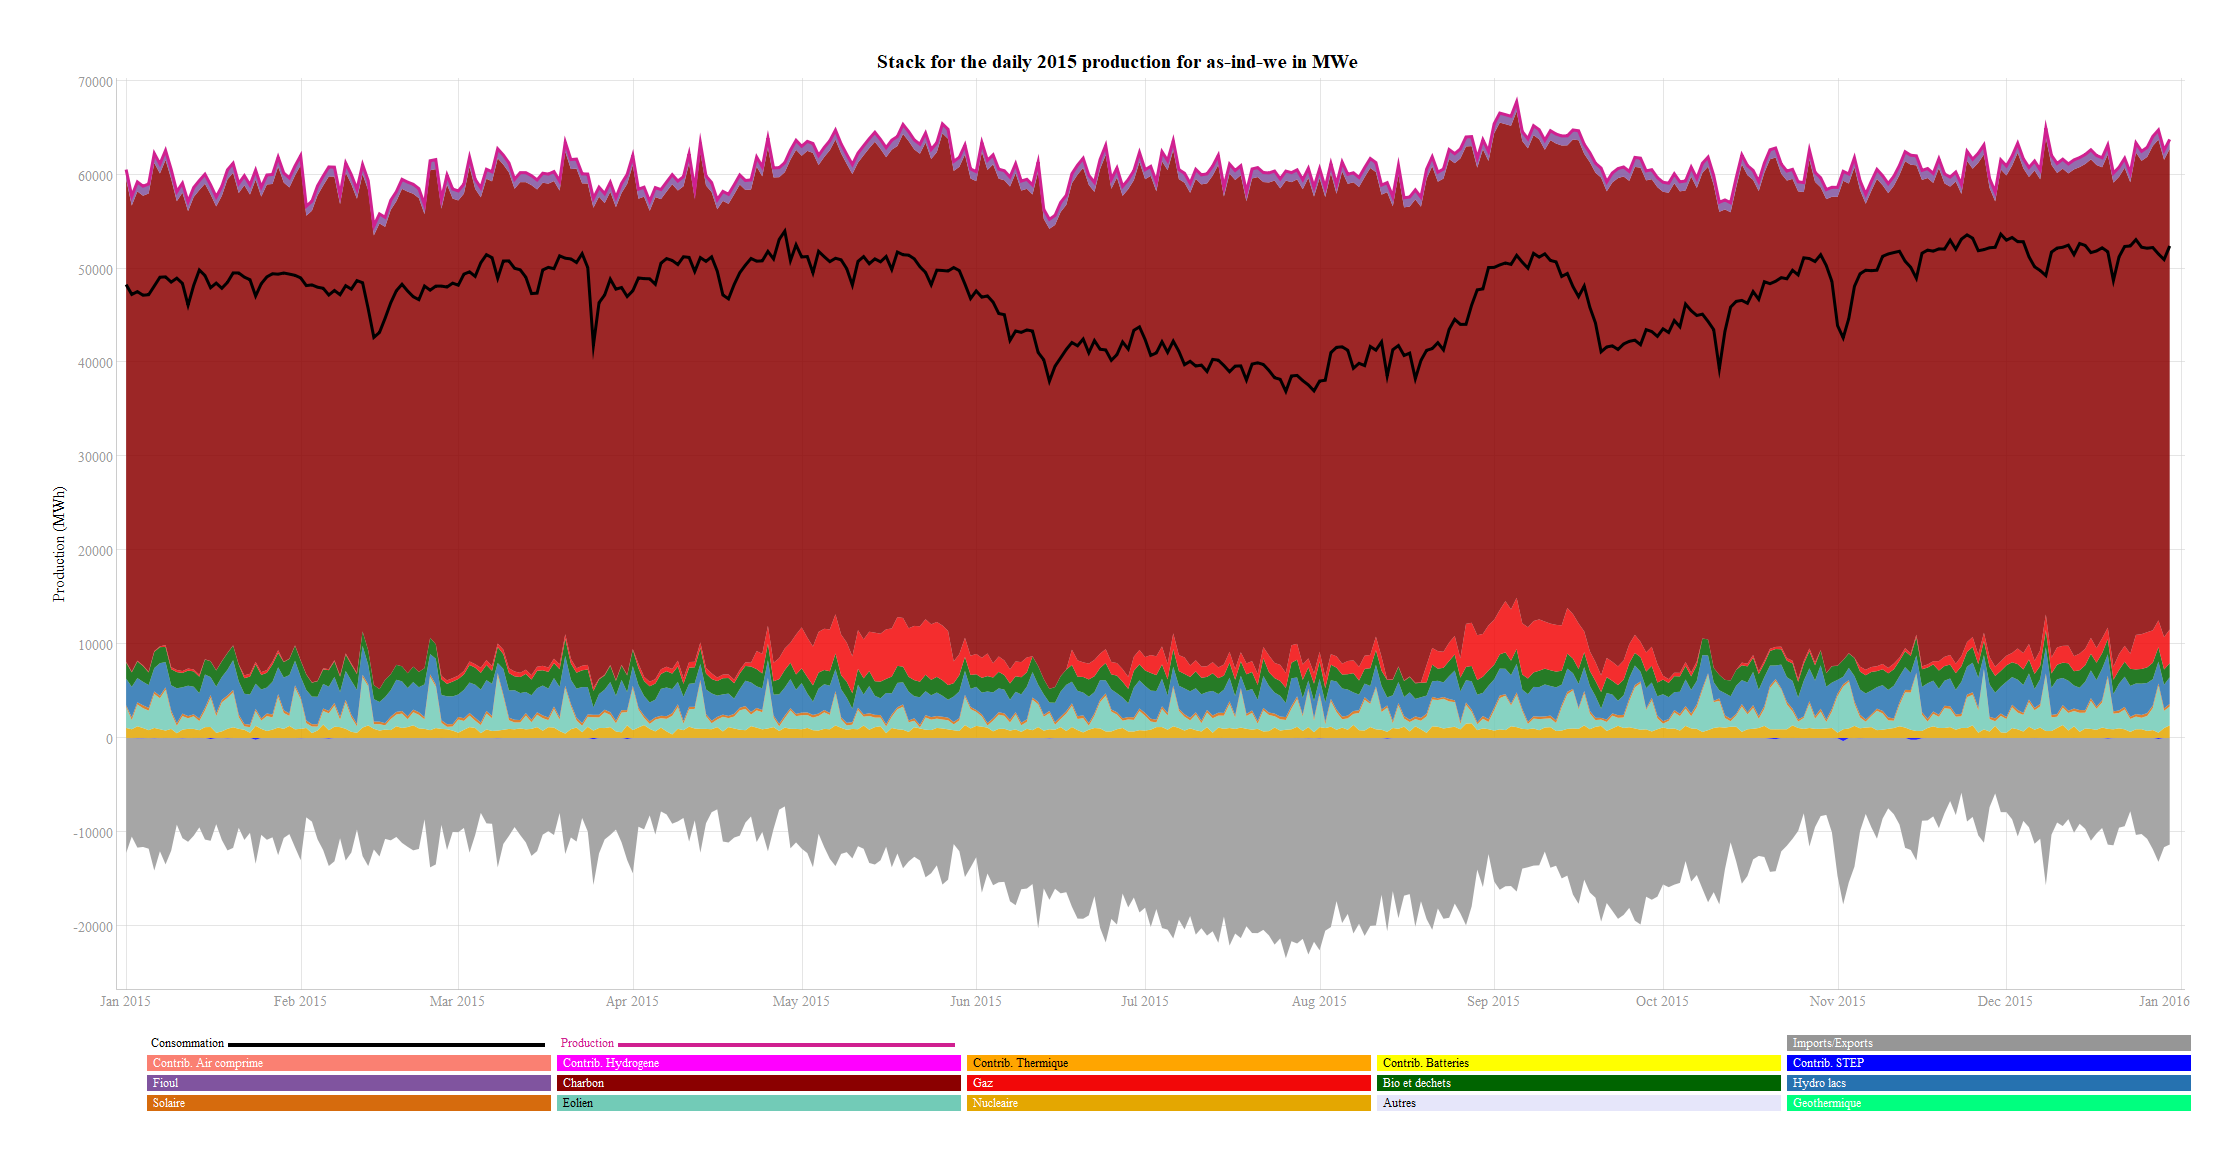 Stack for the daily 2015 production for as-ind-we in MWe
70000
60000
50000
40000
30000
20000
10000
0
-10000
-20000
Production (MWh)
Jan 2015 Feb 2015 Mar 2015 Apr 2015 May 2015 Jun 2015 Jul 2015 Aug 2015 Sep 2015 Oct 2015 Nov 2015 Dec 2015 Jan 2016
Consommation Production Imports/Exports
Contrib. Air comprime Contrib. Hydrogene Contrib. Thermique Contrib. Batteries Contrib. STEP
Fioul Charbon Gaz Bio et dechets Hydro lacs
Solaire Eolien Nucleaire Autres Geothermique